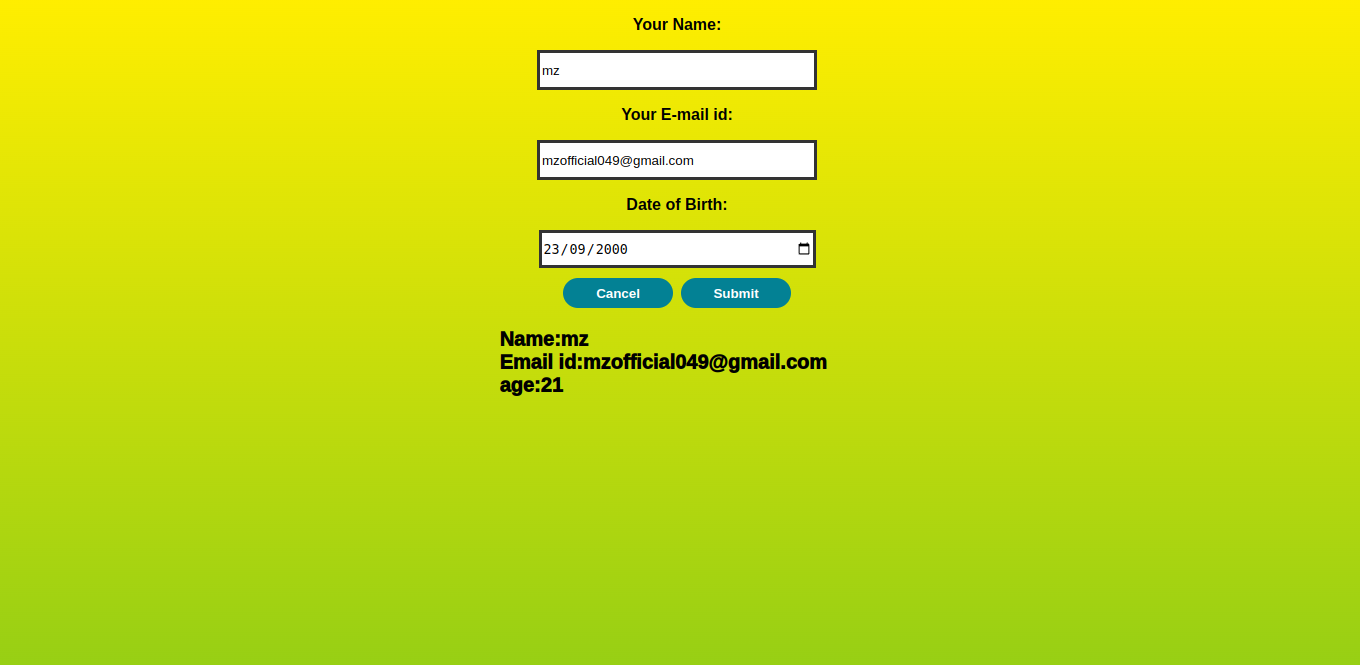 Your Name:
mz
Your E-mail id:
mzofficial049@gmail.com
Date of Birth:
23/09/2000
Cancel Submit
Name:mz
Email id:mzofficial049@gmail.com
age:21